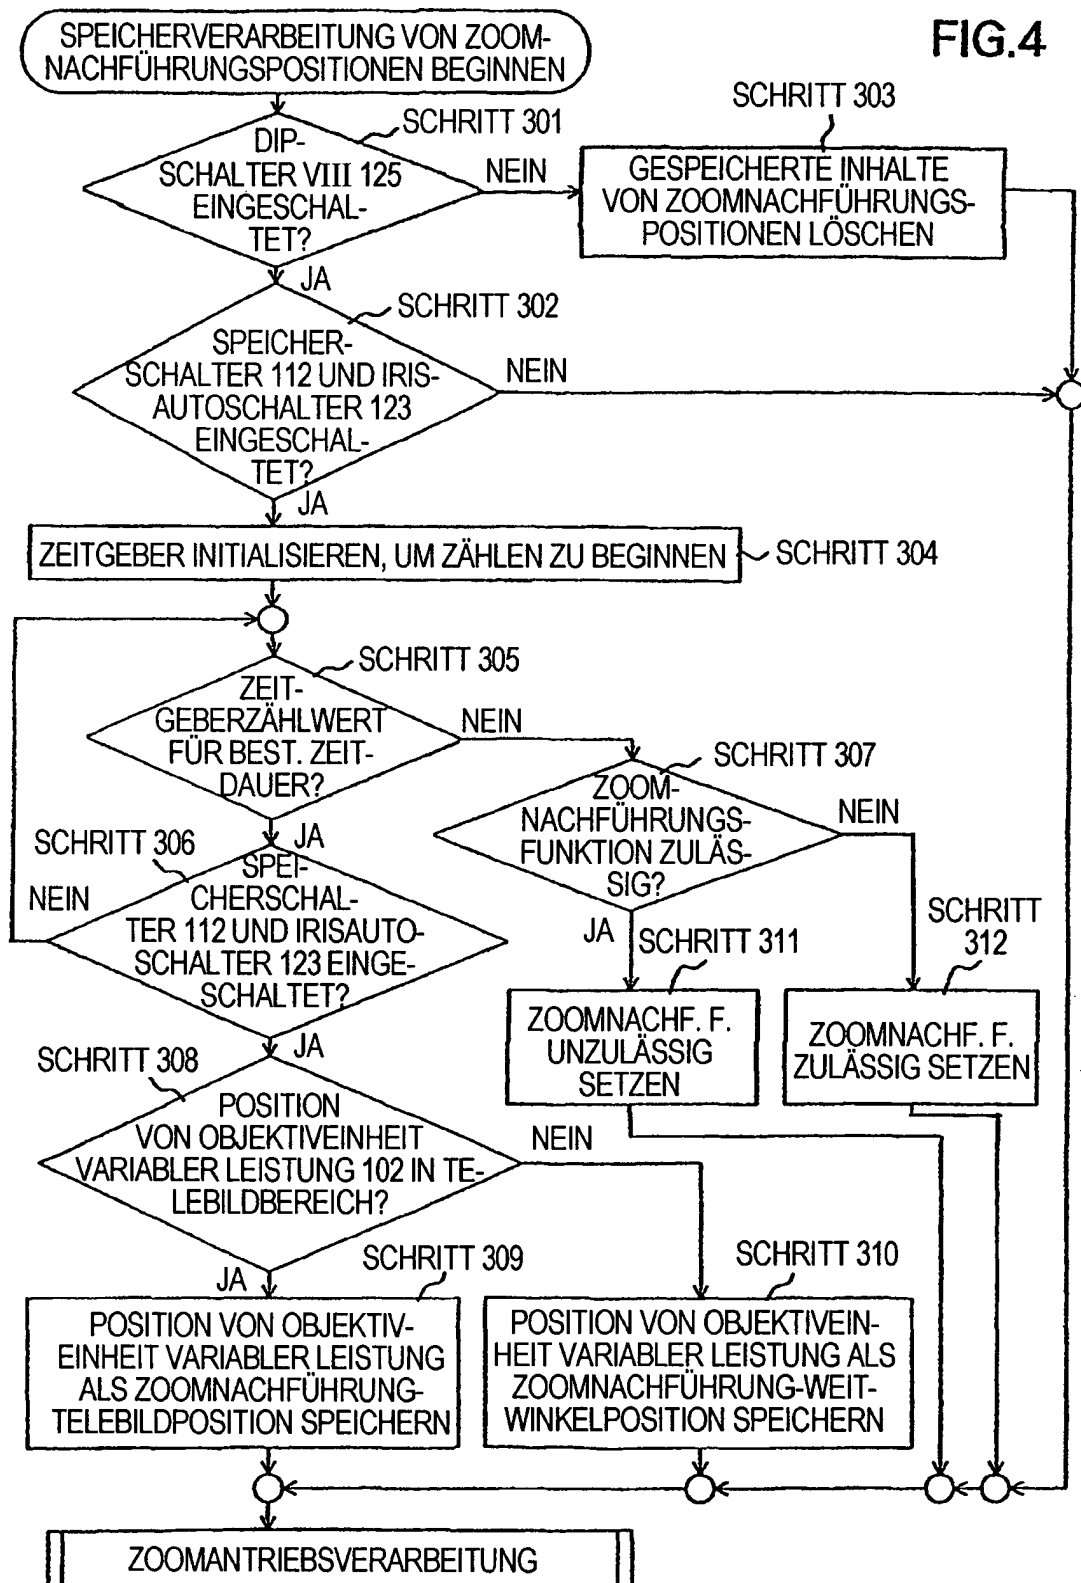 FIG.4
SPEICHERVERARBEITUNG VON ZOOM-
NACHFÜHRUNGSPOSITIONEN BEGINNEN
SCHRITT 301
DIP-
SCHALTER VIII 125
EINGESCHAL-
TET?
NEIN
JA
SCHRITT 303
GESPEICHERTE INHALTE
VON ZOOMNACHFÜHRUNGS-
POSITIONEN LÖSCHEN
SCHRITT 302
SPEICHER-
SCHALTER 112 UND IRIS-
AUTOSCHALTER 123
EINGESCHAL-
TET?
NEIN
JA
ZEITGEBER INITIALISIEREN, UM ZÄHLEN ZU BEGINNEN
SCHRITT 304
SCHRITT 305
ZEIT-
GEBERZÄHLWERT
FÜR BEST. ZEIT-
DAUER?
NEIN
JA
SCHRITT 306
SPEI-
CHERSCHAL-
TER 112 UND IRISAUTO-
SCHALTER 123 EINGE-
SCHALTET?
NEIN
JA
SCHRITT 307
ZOOM-
NACHFÜHRUNGS-
FUNKTION ZULÄS-
SIG?
NEIN
JA
SCHRITT 311
ZOOMNACHF. F.
UNZULÄSSIG
SETZEN
SCHRITT
312
ZOOMNACHF. F.
ZULÄSSIG SETZEN
SCHRITT 308
POSITION
VON OBJEKTIVEINHEIT
VARIABLER LEISTUNG 102 IN TE-
LEBILDBEREICH?
NEIN
JA
SCHRITT 309
POSITION VON OBJEKTIV-
EINHEIT VARIABLER LEISTUNG
ALS ZOOMNACHFÜHRUNG-
TELEBILDPOSITION SPEICHERN
SCHRITT 310
POSITION VON OBJEKTIVEIN-
HEIT VARIABLER LEISTUNG ALS
ZOOMNACHFÜHRUNG-WEIT-
WINKELPOSITION SPEICHERN
ZOOMANTRIEBSVERARBEITUNG